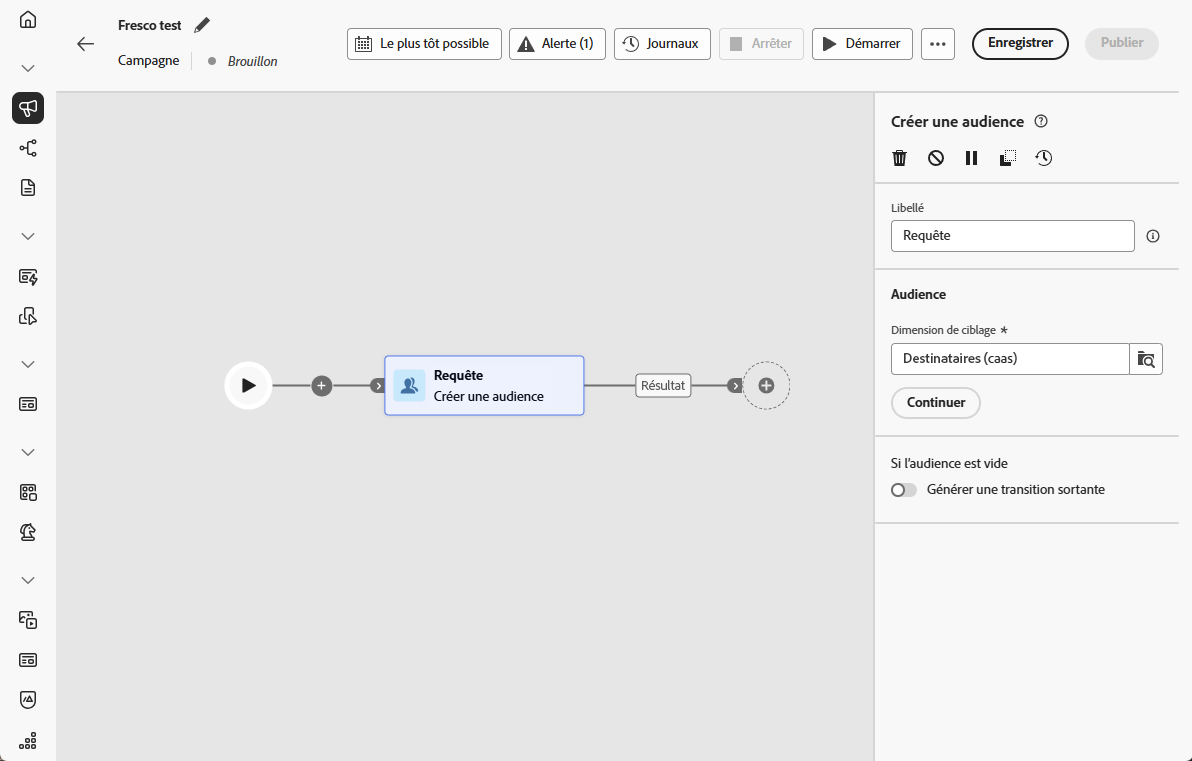 Fresco test
Campagne
Brouillon
Le plus tôt possible
Alerte (1)
Journaux
Arrêter
Démarrer
Enregistrer
Publier
Créer une audience
Libellé
Requête
Audience
Dimension de ciblage *
Destinataires (caas)
Continuer
Si l'audience est vide
Générer une transition sortante
Requête
Créer une audience
Résultat